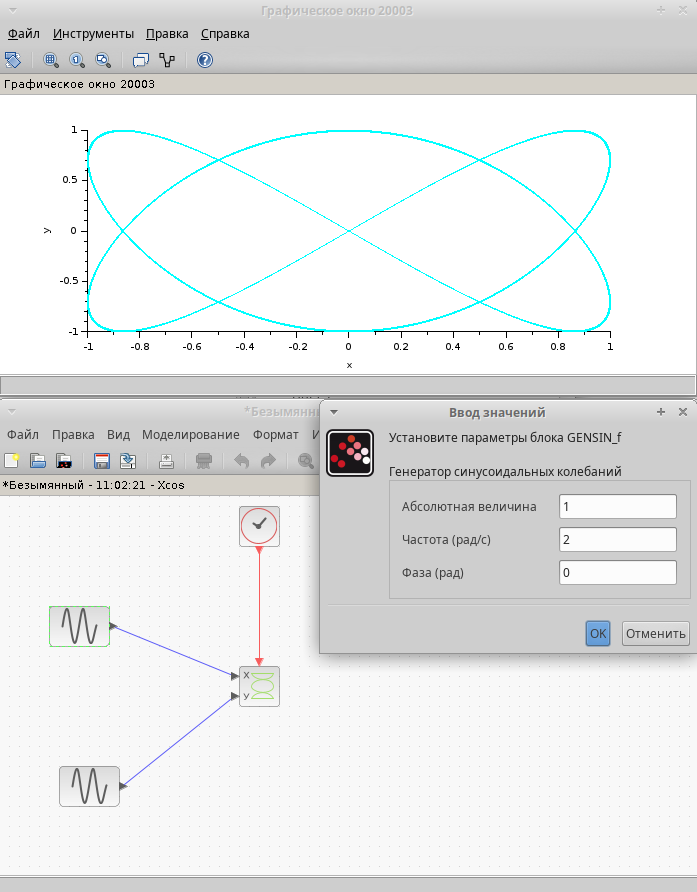 Графическое окно 20003
Файл Инструменты Правка Справка
Графическое окно 20003
1
0.5
0
-0.5
-1
y
-1 -0.8 -0.6 -0.4 -0.2 0 0.2 0.4 0.6 0.8 1
x
*Безымянн
Файл Правка Вид Моделирование Формат И
*Безымянный - 11:02:21 - Xcos
X
У
Ввод значений
Установите параметры блока GENSIN_f
Генератор синусоидальных колебаний
Абсолютная величина 1
Частота (рад/с) 2
Фаза (рад) 0
OK Отменить